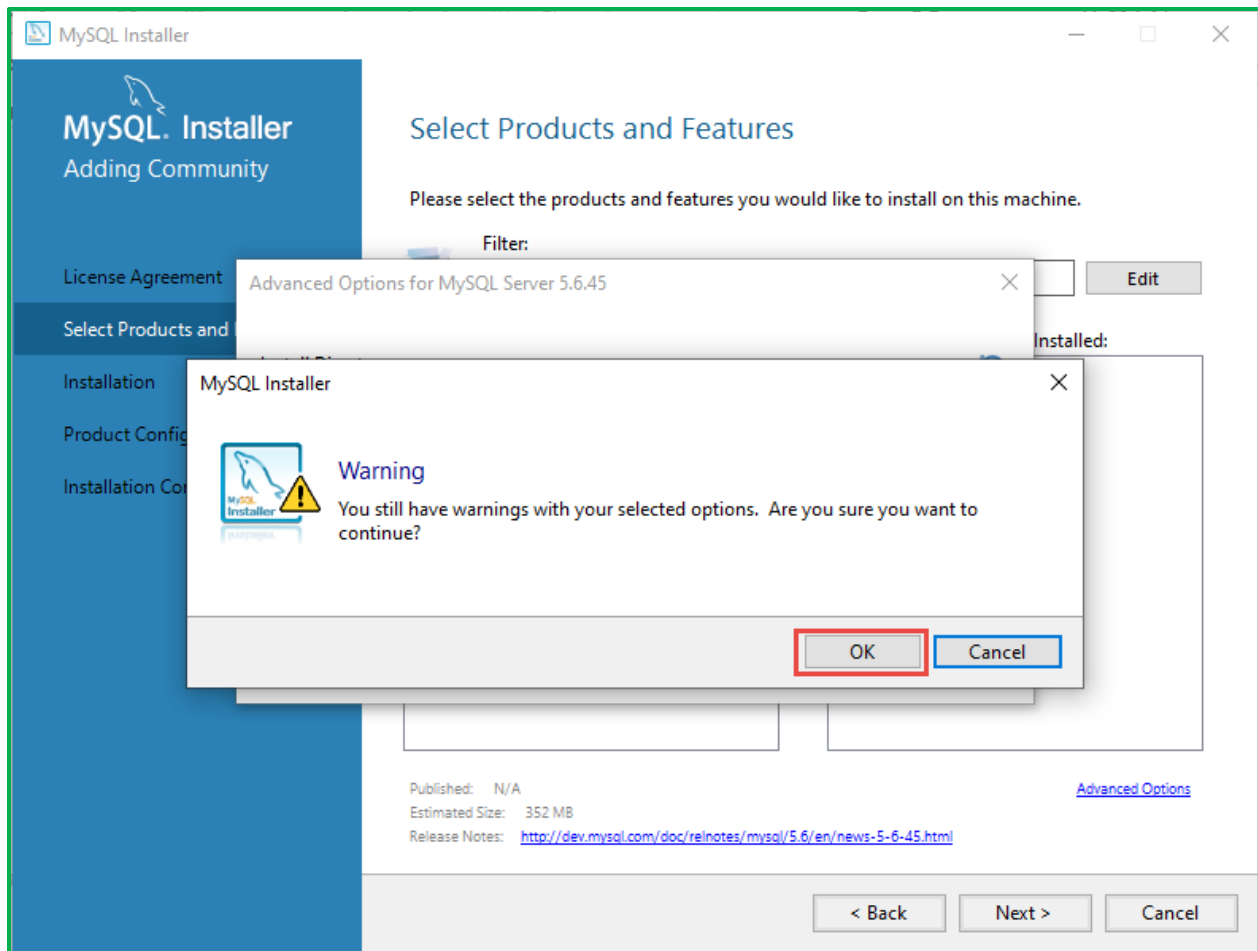 MySQL Installer
MySQL. Installer
Adding Community
License Agreement
Select Products and
Installation
Product Config
Installation Con
Select Products and Features
Please select the products and features you would like to install on this machine.
Filter:
Edit
Installed:
Advanced Options for MySQL Server 5.6.45
MySQL Installer
MySQL
Installer
Warning
You still have warnings with your selected options. Are you sure you want to
continue?
OK
Cancel
Published: N/A
Advanced Options
Estimated Size: 352 MB
Release Notes: http://dev.mysql.com/doc/relnotes/mysql/5.6/en/news-5-6-45.html
< Back
Next >
Cancel